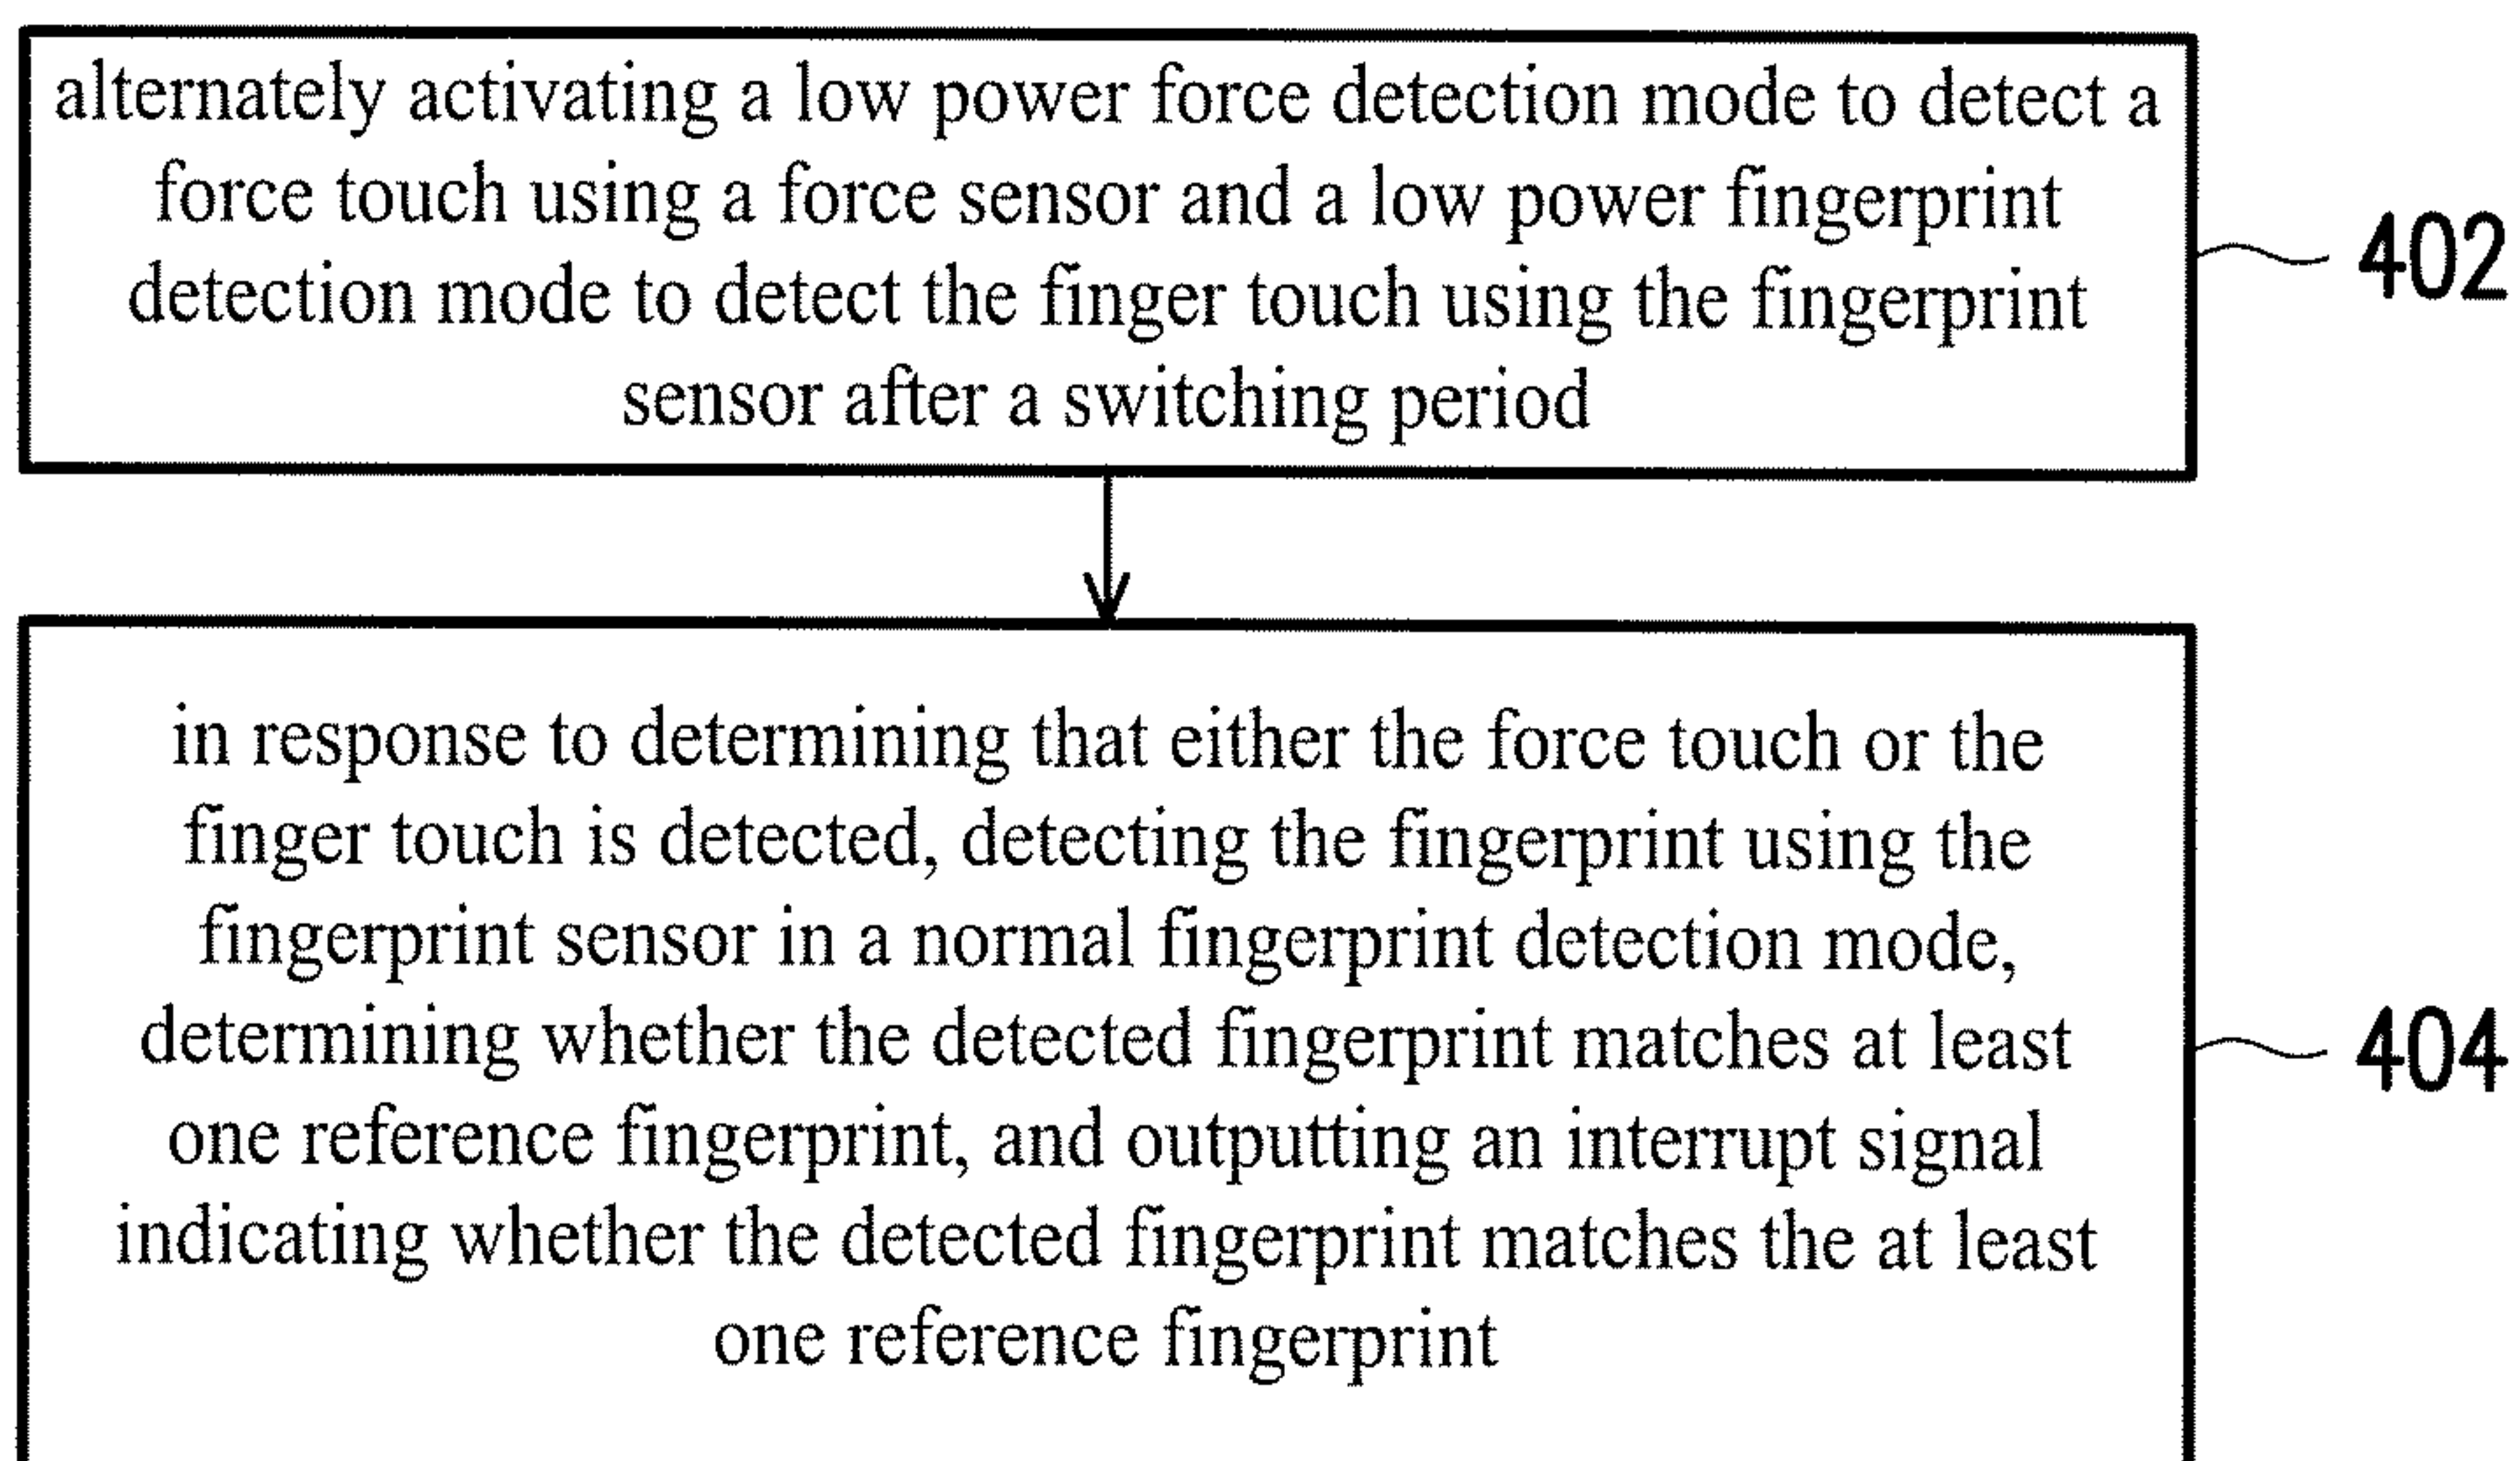 alternately activating a low power force detection mode to detect a
force touch using a force sensor and a low power fingerprint
detection mode to detect the finger touch using the fingerprint
sensor after a switching period
402
in response to determining that either the force touch or the
finger touch is detected, detecting the fingerprint using the
fingerprint sensor in a normal fingerprint detection mode,
determining whether the detected fingerprint matches at least
one reference fingerprint, and outputting an interrupt signal
indicating whether the detected fingerprint matches the at least
one reference fingerprint
404